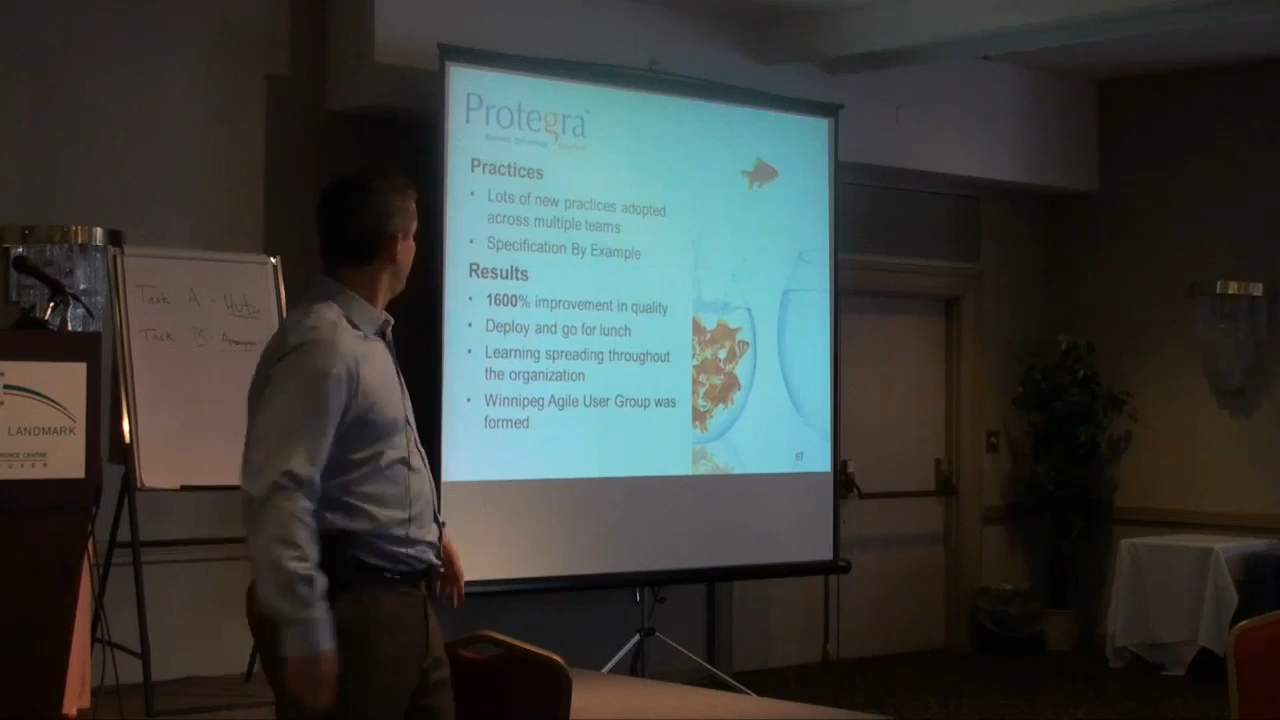 Protegra
Practices
• Lots of new practices adopted
across multiple teams
• Specification By Example
Results
• 1600% improvement in quality
• Deploy and go for lunch
• Learning spreading throughout
the organization
• Winnipeg Agile User Group was
formed
67
Task A - Hub
Task B
LANDMARK
RENCE CENTRE